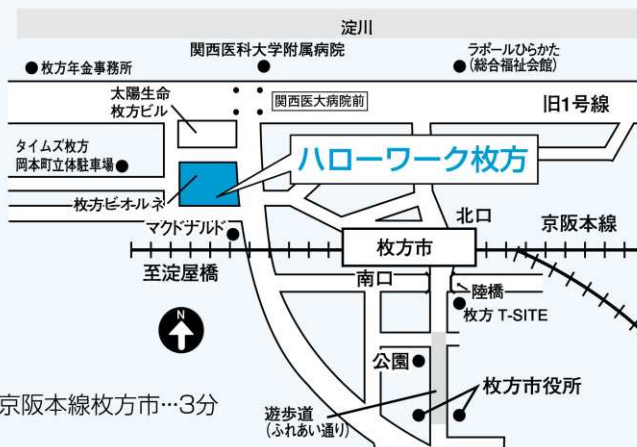 淀川
関西医科大学附属病院
ラポールひらかた
(総合福祉会館)
枚方年金事務所
太陽生命
枚方ビル
関西医大病院前
旧1号線
タイムズ枚方
岡本町立体駐車場
ハローワーク枚方
枚方ビオルネ
マクドナルド
北口
京阪本線
枚方市
至淀屋橋
南口
陸橋
枚方 T-SITE
N
公園
京阪本線枚方市…3分
枚方市役所
遊歩道
(ふれあい通り)